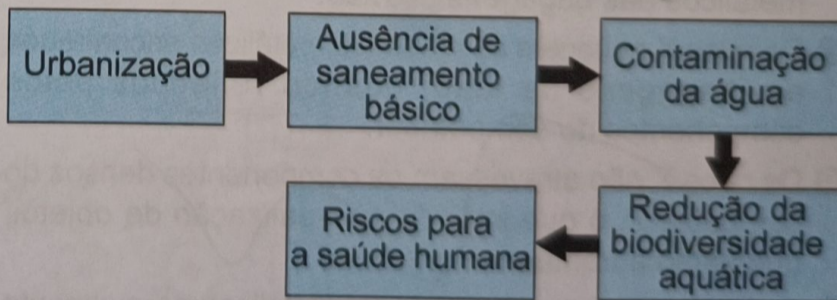 Urbanização
Ausência de
saneamento
básico
Contaminação
da água
Redução da
biodiversidade
aquática
Riscos para
a saúde humana